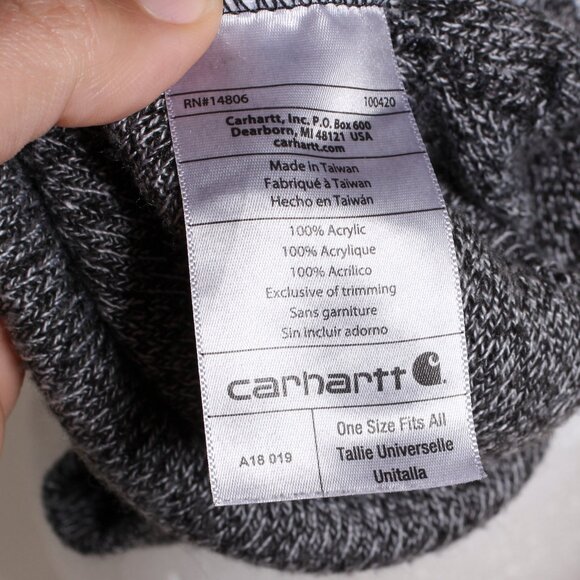 RN#14806 100420
Carhartt, Inc. P.O. Box 600
Dearborn, MI 48121 USA
carhartt.com
Made in Taiwan
Fabriqué à Taiwan
Hecho en Taiwán
100% Acrylic
100% Acrylique
100% Acrílico
Exclusive of trimming
Sans garniture
Sin incluir adorno
carhartt
A18 019
One Size Fits All
Tallie Universelle
Unitalla